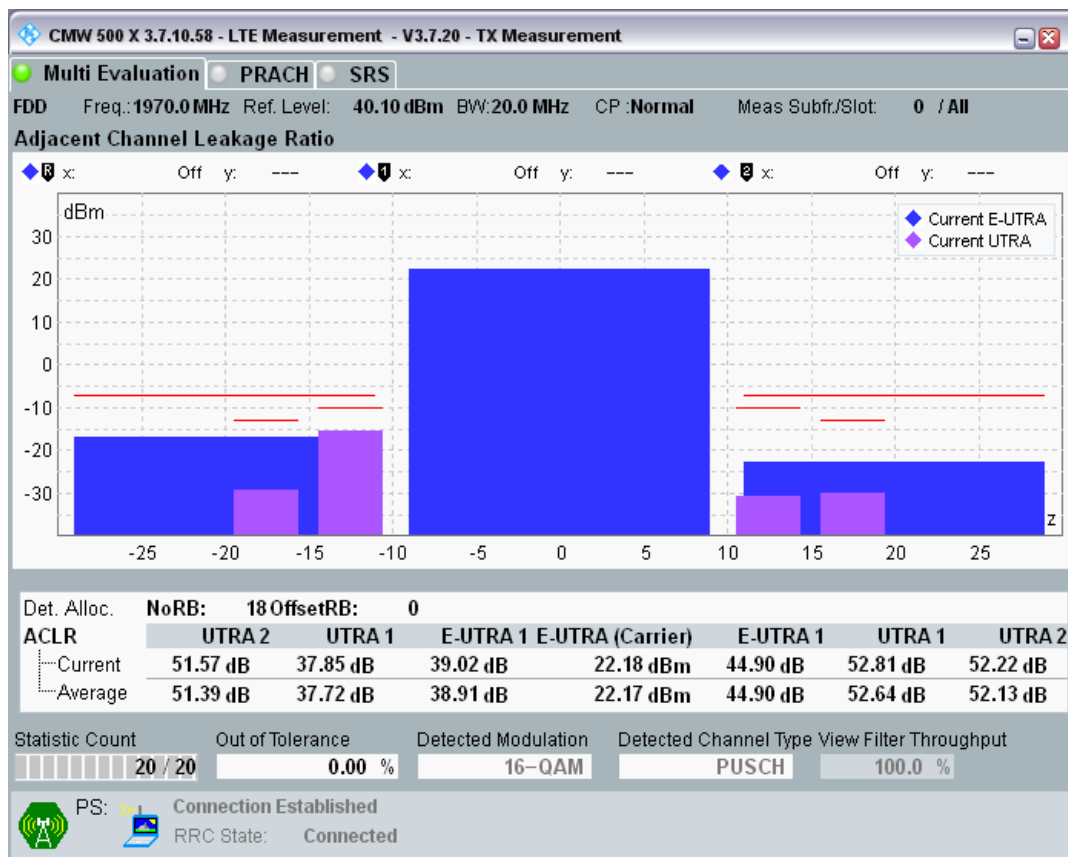 CMW 500 X 3.7.10.58 - LTE Measurement - V3.7.20 - TX Measurement
Multi Evaluation PRACH SRS
FDD Freq.:1970.0 MHz Ref. Level: 40.10 dBm BW:20.0 MHz CP :Normal Meas Subfr./Slot: 0 / All
Adjacent Channel Leakage Ratio
R x: Off y: --- 1 x: Off y: --- 2 x: Off y: ---
dBm
Current E-UTRA
Current UTRA
30
20
10
0
-10
-20
-30
z
-25 -20 -15 -10 -5 0 5 10 15 20 25
Det. Alloc. NoRB: 18 OffsetRB: 0
ACLR UTRA 2 UTRA 1 E-UTRA 1 E-UTRA (Carrier) E-UTRA 1 UTRA 1 UTRA 2
Current 51.57 dB 37.85 dB 39.02 dB 22.18 dBm 44.90 dB 52.81 dB 52.22 dB
Average 51.39 dB 37.72 dB 38.91 dB 22.17 dBm 44.90 dB 52.64 dB 52.13 dB
Statistic Count Out of Tolerance Detected Modulation Detected Channel Type View Filter Throughput
20 / 20 0.00 % 16-QAM PUSCH 100.0 %
PS: Connection Established
RRC State: Connected